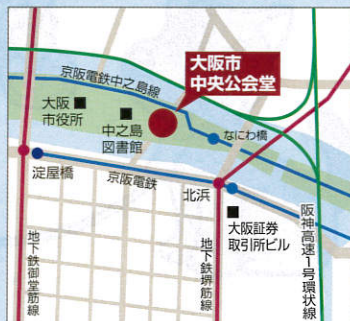 京阪電鉄中之島線
大阪市
中央公会堂
大阪
市役所
中之島
図書館
なにわ橋
淀屋橋
京阪電鉄
北浜
大阪証券
取引所ビル
地下鉄御堂筋線
地下鉄堺筋線
阪神高速1号環状線